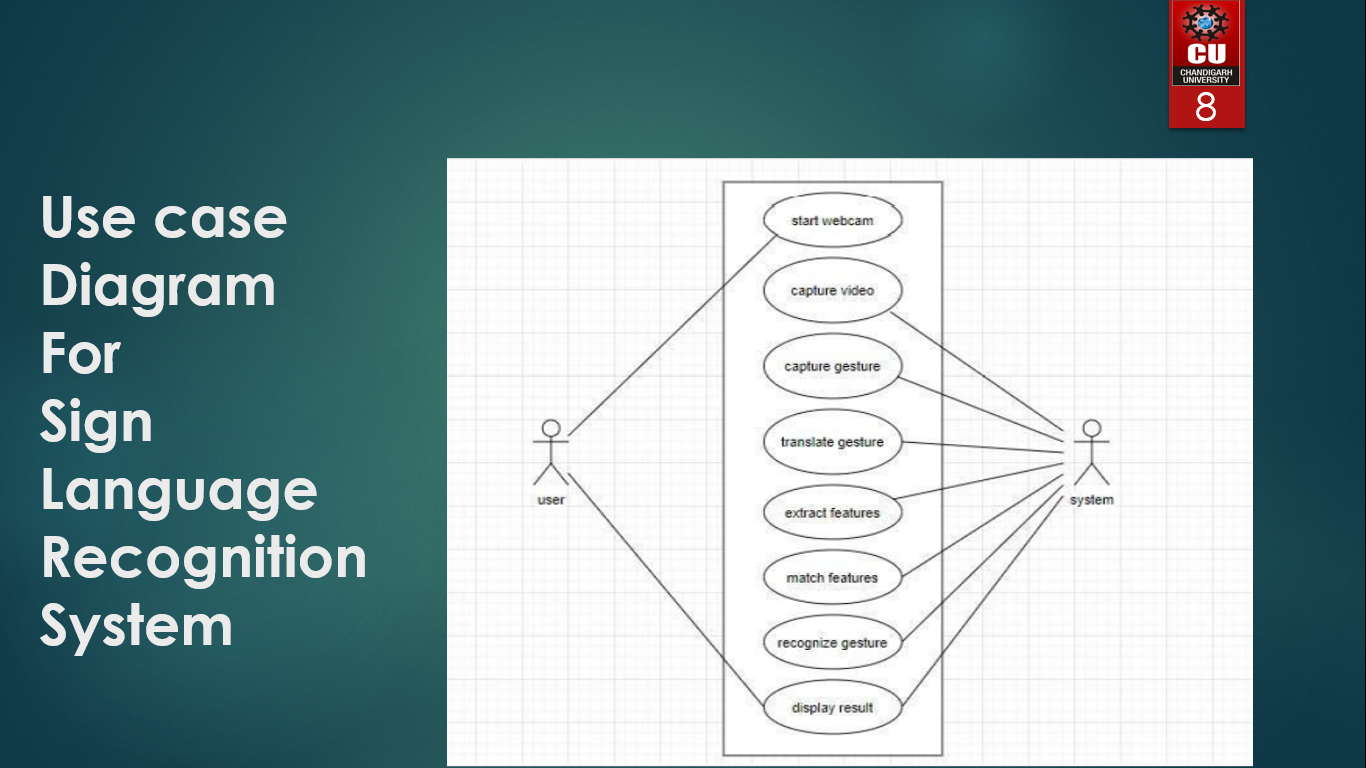 CU
CHANDIGARH
UNIVERSITY
8
Use case
Diagram
For
Sign
Language
Recognition
System
start webcam
capture video
capture gesture
translate gesture
extract features
match features
recognize gesture
display result
user
system